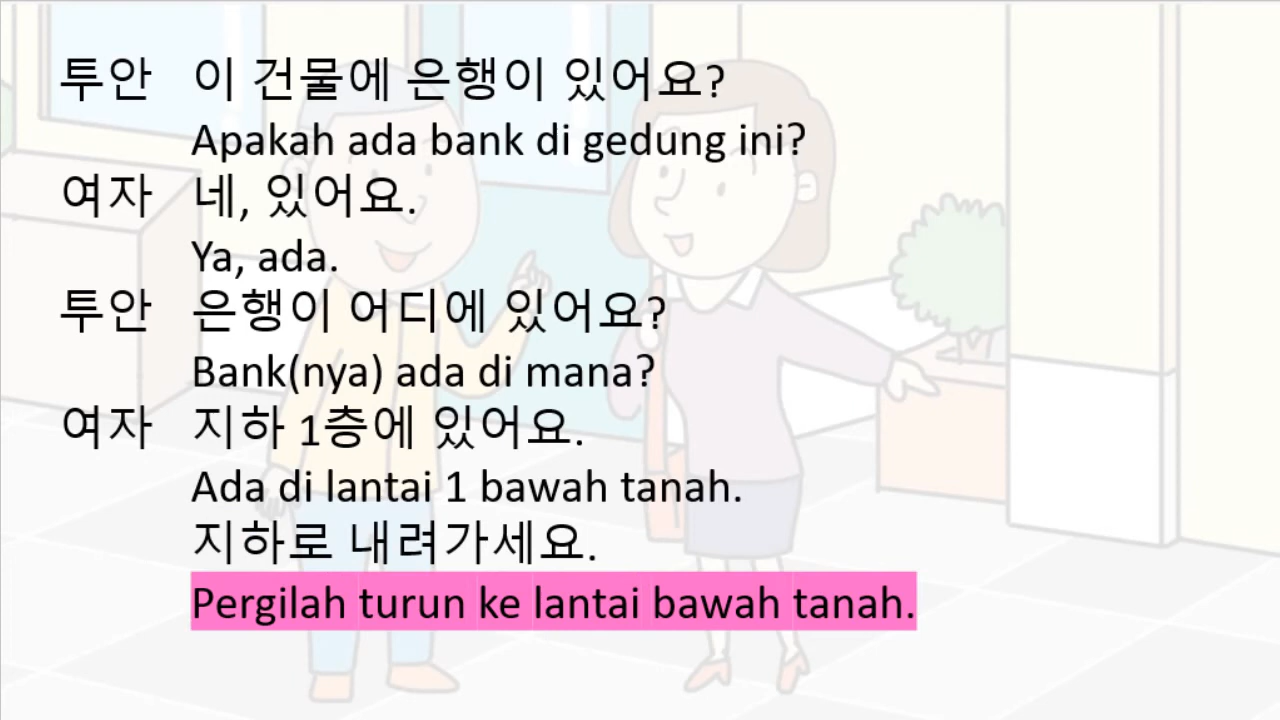 투안 이 건물에 은행이 있어요?
Apakah ada bank di gedung ini?
여자 네, 있어요.
Ya, ada.
투안 은행이 어디에 있어요?
Bank(nya) ada di mana?
여자 지하 1층에 있어요.
Ada di lantai 1 bawah tanah.
지하로 내려가세요.
Pergilah turun ke lantai bawah tanah.